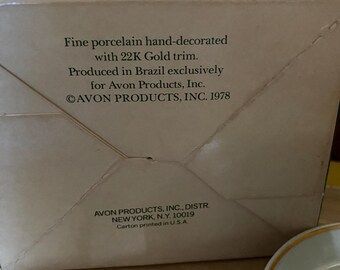 Fine porcelain hand-decorated
with 22K Gold trim.
Produced in Brazil exclusively
for Avon Products, Inc.
©AVON PRODUCTS, INC. 1978
AVON PRODUCTS, INC., DISTR.
NEW YORK, N.Y. 10019
Carton printed in U.S.A.